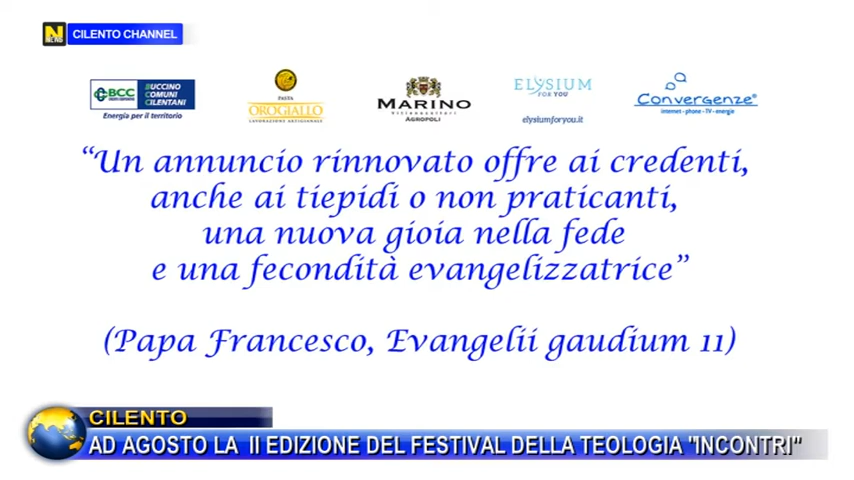 CILENTO CHANNEL
BCC
BUCCINO
COMUNI
CILENTANI
Energia per il territorio
PASTA
OROGIALLO
LAVORAZIONE ARTIGIANALE
MARINO
AGROPOLI
ELYSIUM
FOR YOU
elysiumforyou.it
Convergenze®
internet - phone - TV - energie
“Un annuncio rinnovato offre ai credenti,
anche ai tiepidi o non praticanti,
una nuova gioia nella fede
e una fecondità evangelizzatrice”
(Papa Francesco, Evangelii gaudium 11)
CILENTO
AD AGOSTO LA II EDIZIONE DEL FESTIVAL DELLA TEOLOGIA "INCONTRI"